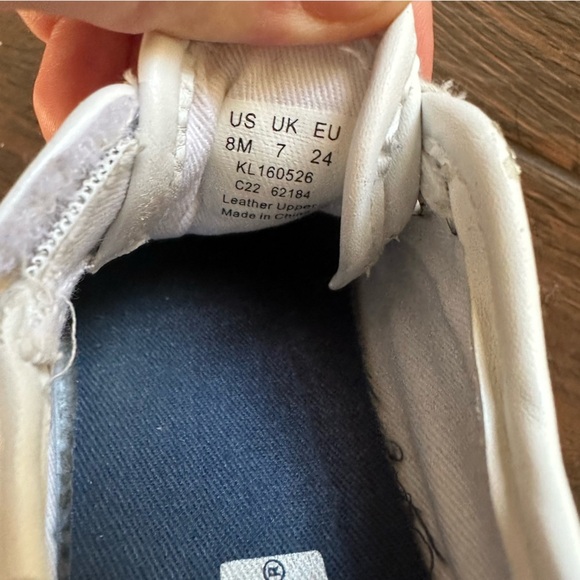 US UK EU
8M 7 24
KL160526
C22 62184
Leather Upper
Made in China
®